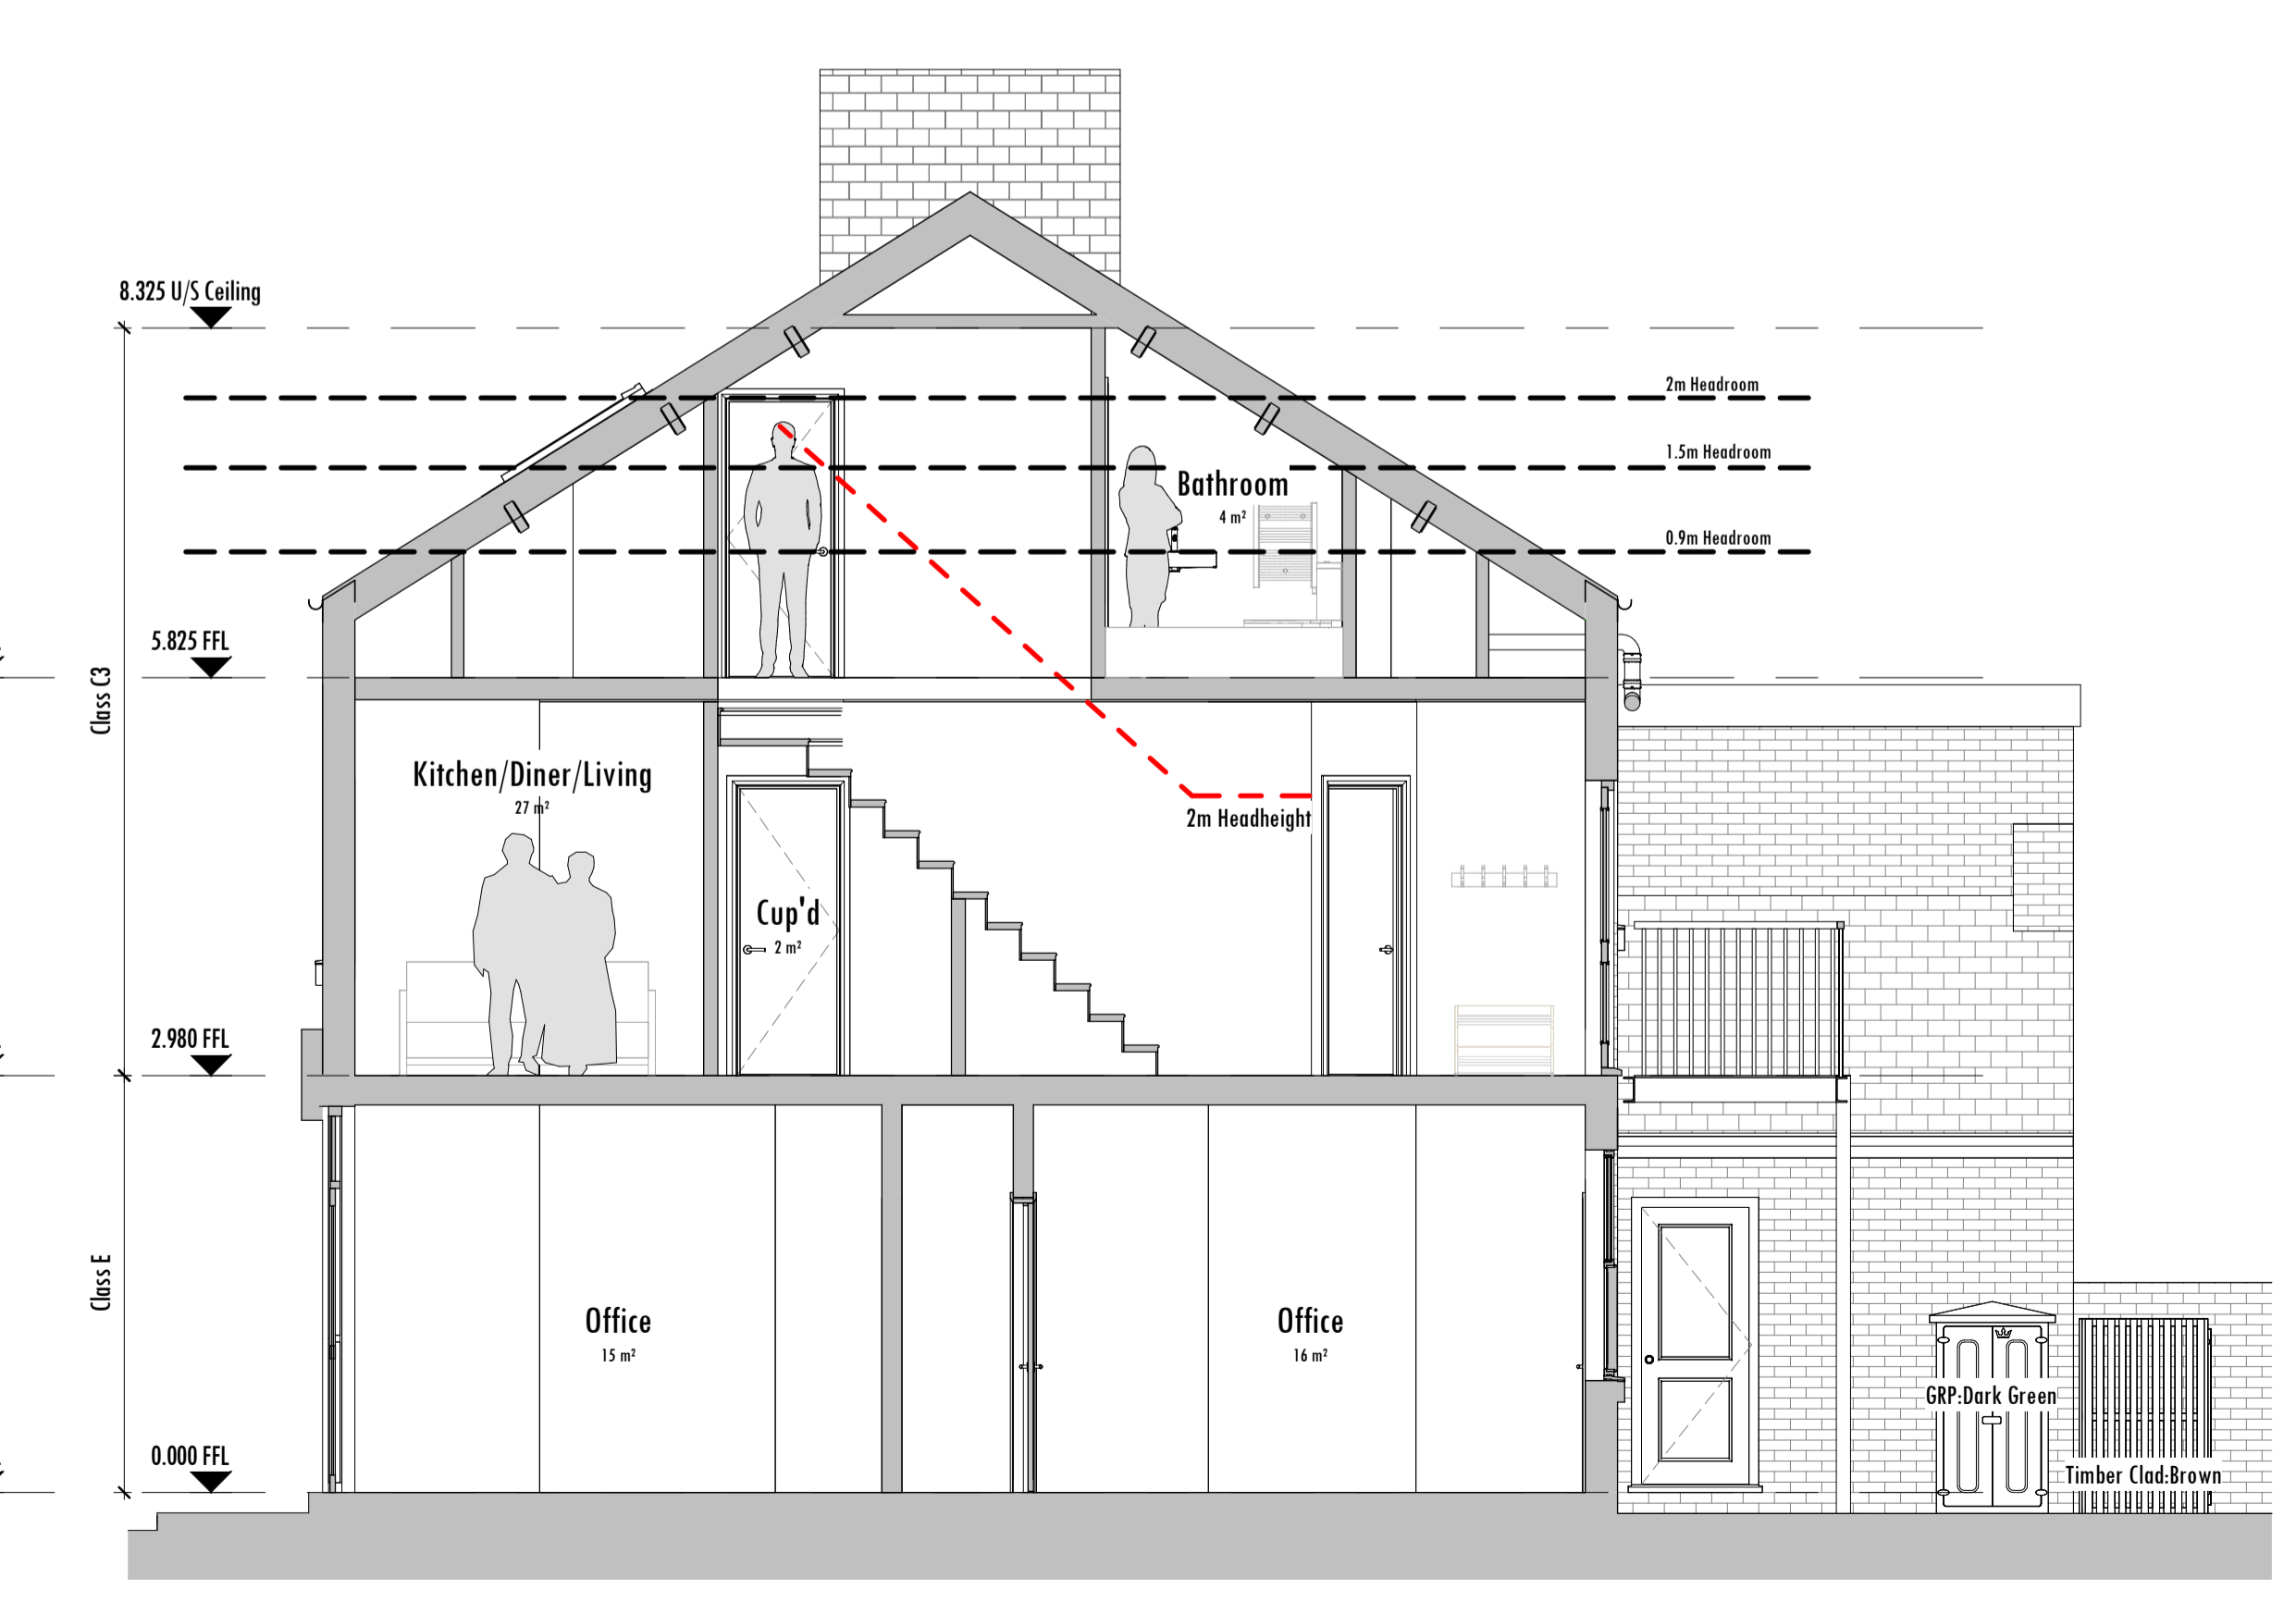 8.325 U/S Ceiling
2m Headroom
1.5m Headroom
Bathroom
4 m²
0.9m Headroom
5.825 FFL
Class C3
Kitchen/Diner/Living
27 m²
2m Headheight
Cup'd
2 m²
2.980 FFL
Class E
Office
15 m²
Office
16 m²
GRP:Dark Green
0.000 FFL
Timber Clad:Brown